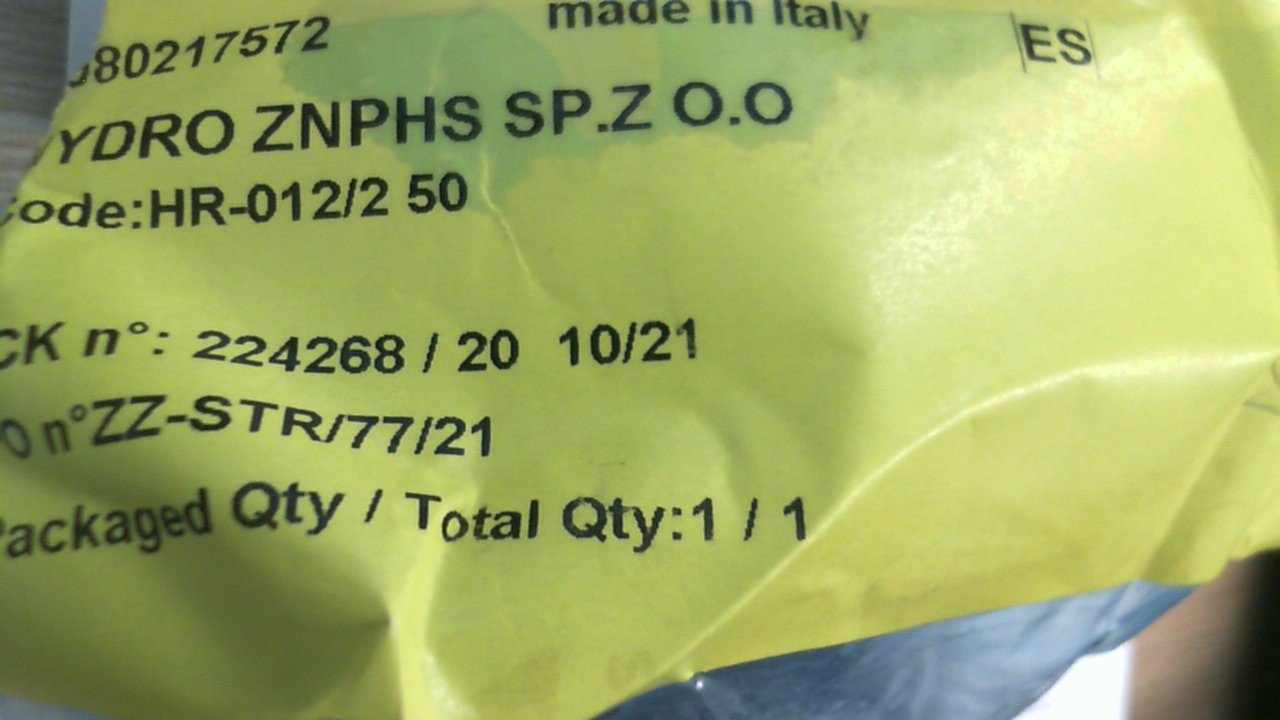 made in Italy
ES
80217572
YDRO ZNPHS SP.Z O.O
ode:HR-012/2 50
CK n°: 224268 / 20 10/21
O n°ZZ-STR/77/21
Packaged Qty / Total Qty:1 / 1